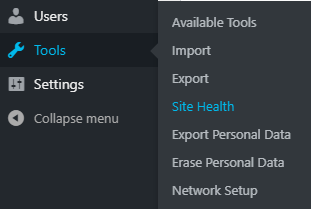 Users
Tools
Settings
Collapse menu
Available Tools
Import
Export
Site Health
Export Personal Data
Erase Personal Data
Network Setup